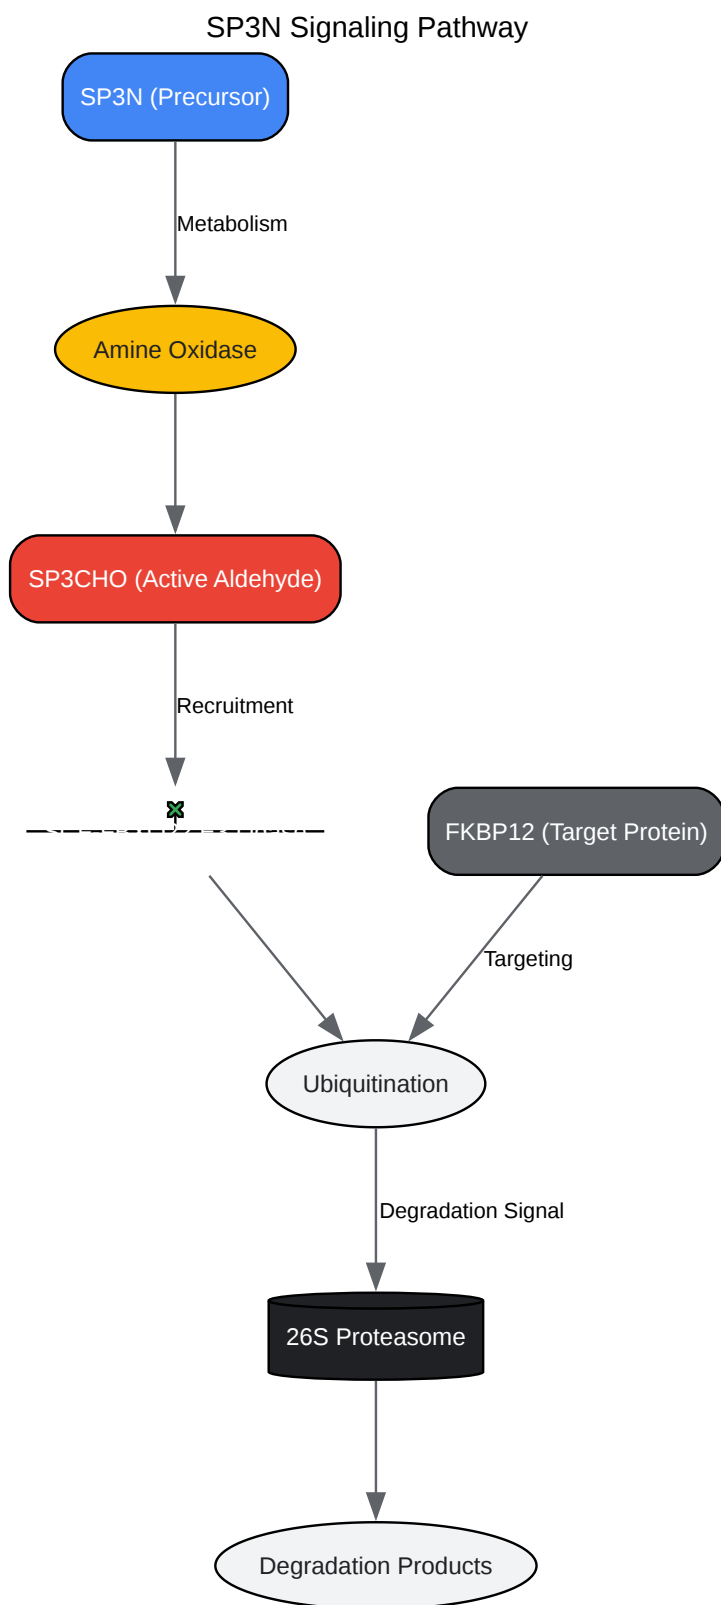 SP3N Signaling Pathway
SP3N (Precursor)
Metabolism
Amine Oxidase
SP3CHO (Active Aldehyde)
Recruitment
FKBP12 (Target Protein)
Targeting
Ubiquitination
Degradation Signal
26S Proteasome
Degradation Products